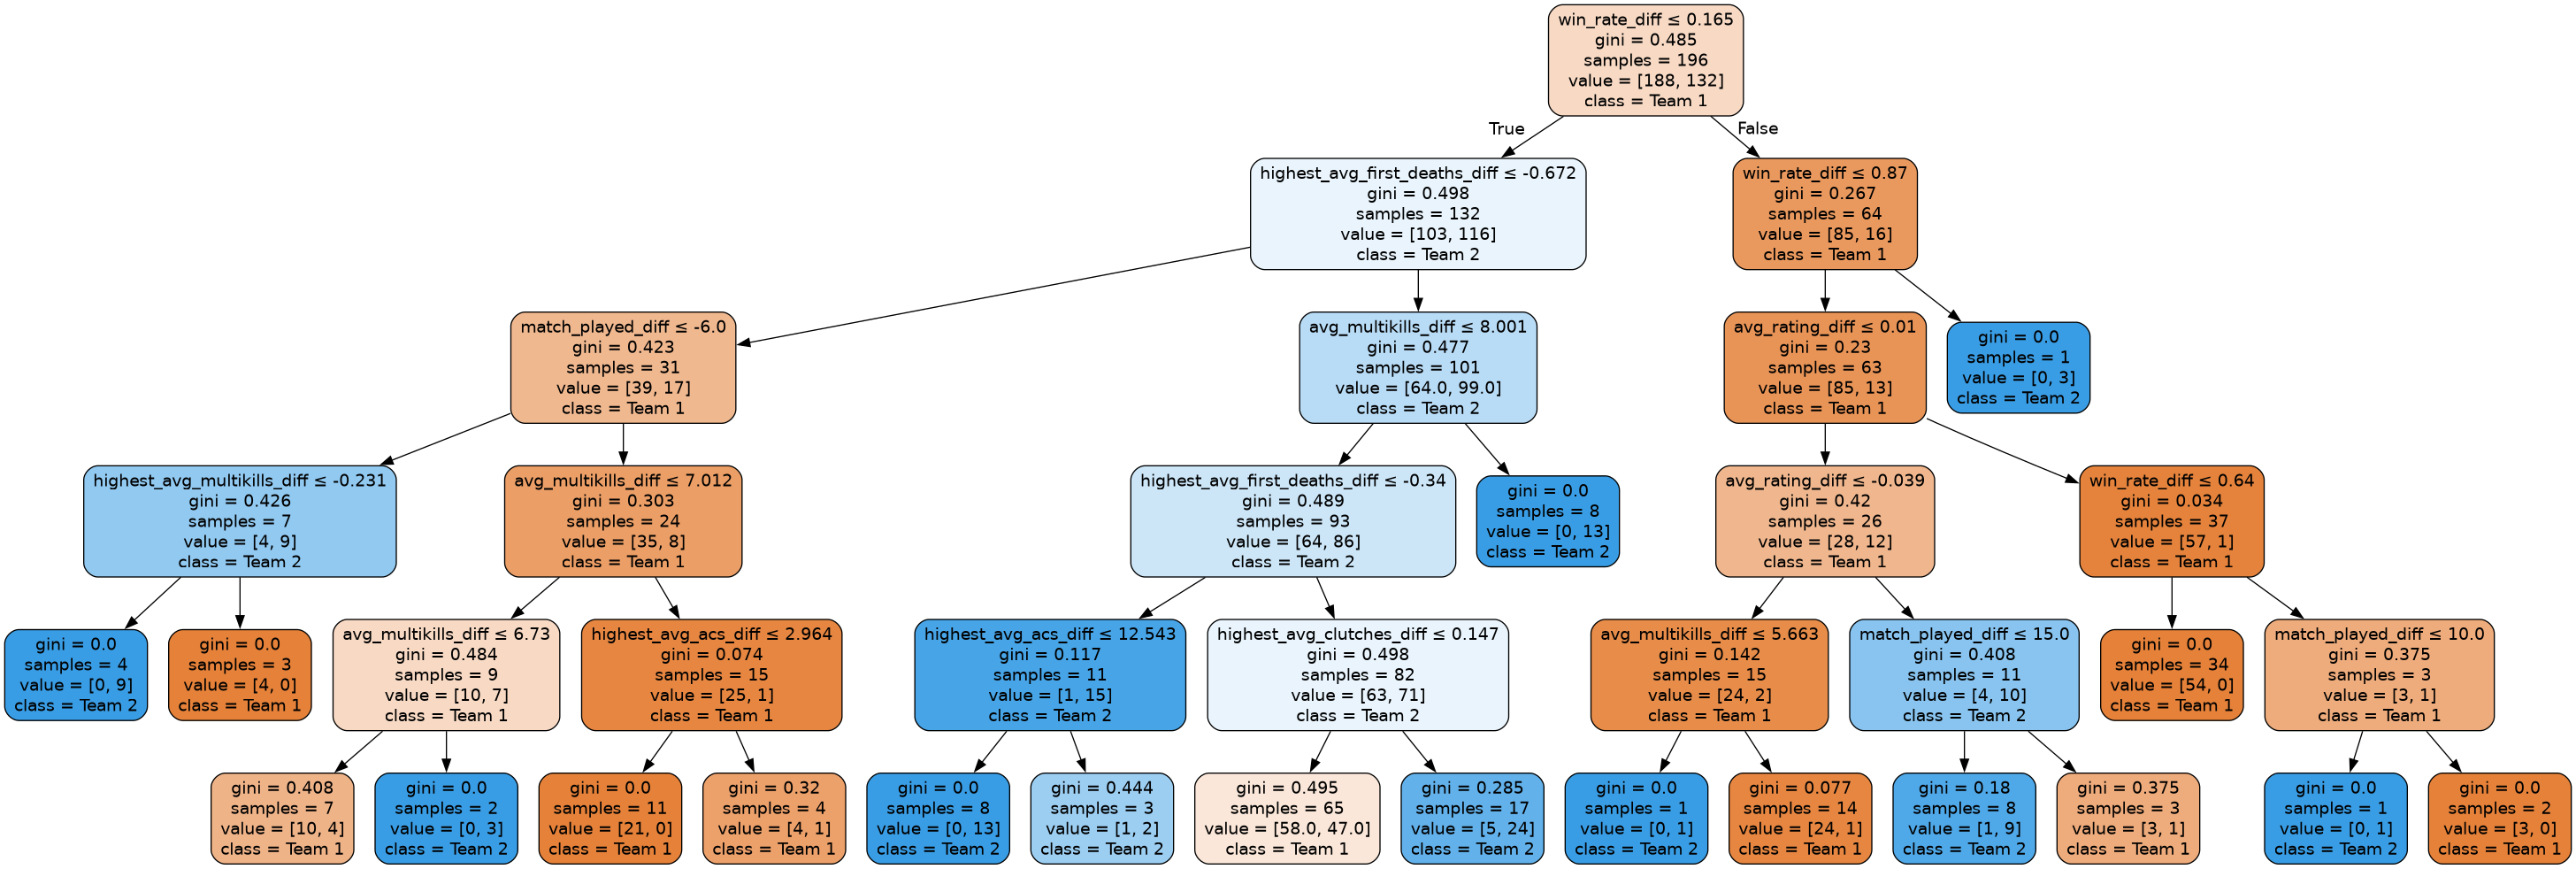 win_rate_diff ≤ 0.165
gini = 0.485
samples = 196
value = [188, 132]
class = Team 1
True
False
highest_avg_first_deaths_diff ≤ -0.672
gini = 0.498
samples = 132
value = [103, 116]
class = Team 2
win_rate_diff ≤ 0.87
gini = 0.267
samples = 64
value = [85, 16]
class = Team 1
match_played_diff ≤ -6.0
gini = 0.423
samples = 31
value = [39, 17]
class = Team 1
avg_multikills_diff ≤ 8.001
gini = 0.477
samples = 101
value = [64.0, 99.0]
class = Team 2
avg_rating_diff ≤ 0.01
gini = 0.23
samples = 63
value = [85, 13]
class = Team 1
gini = 0.0
samples = 1
value = [0, 3]
class = Team 2
highest_avg_multikills_diff ≤ -0.231
gini = 0.426
samples = 7
value = [4, 9]
class = Team 2
avg_multikills_diff ≤ 7.012
gini = 0.303
samples = 24
value = [35, 8]
class = Team 1
highest_avg_first_deaths_diff ≤ -0.34
gini = 0.489
samples = 93
value = [64, 86]
class = Team 2
gini = 0.0
samples = 8
value = [0, 13]
class = Team 2
avg_rating_diff ≤ -0.039
gini = 0.42
samples = 26
value = [28, 12]
class = Team 1
win_rate_diff ≤ 0.64
gini = 0.034
samples = 37
value = [57, 1]
class = Team 1
gini = 0.0
samples = 4
value = [0, 9]
class = Team 2
gini = 0.0
samples = 3
value = [4, 0]
class = Team 1
avg_multikills_diff ≤ 6.73
gini = 0.484
samples = 9
value = [10, 7]
class = Team 1
highest_avg_acs_diff ≤ 2.964
gini = 0.074
samples = 15
value = [25, 1]
class = Team 1
highest_avg_acs_diff ≤ 12.543
gini = 0.117
samples = 11
value = [1, 15]
class = Team 2
highest_avg_clutches_diff ≤ 0.147
gini = 0.498
samples = 82
value = [63, 71]
class = Team 2
avg_multikills_diff ≤ 5.663
gini = 0.142
samples = 15
value = [24, 2]
class = Team 1
match_played_diff ≤ 15.0
gini = 0.408
samples = 11
value = [4, 10]
class = Team 2
gini = 0.0
samples = 34
value = [54, 0]
class = Team 1
match_played_diff ≤ 10.0
gini = 0.375
samples = 3
value = [3, 1]
class = Team 1
gini = 0.408
samples = 7
value = [10, 4]
class = Team 1
gini = 0.0
samples = 2
value = [0, 3]
class = Team 2
gini = 0.0
samples = 11
value = [21, 0]
class = Team 1
gini = 0.32
samples = 4
value = [4, 1]
class = Team 1
gini = 0.0
samples = 8
value = [0, 13]
class = Team 2
gini = 0.444
samples = 3
value = [1, 2]
class = Team 2
gini = 0.495
samples = 65
value = [58.0, 47.0]
class = Team 1
gini = 0.285
samples = 17
value = [5, 24]
class = Team 2
gini = 0.0
samples = 1
value = [0, 1]
class = Team 2
gini = 0.077
samples = 14
value = [24, 1]
class = Team 1
gini = 0.18
samples = 8
value = [1, 9]
class = Team 2
gini = 0.375
samples = 3
value = [3, 1]
class = Team 1
gini = 0.0
samples = 1
value = [0, 1]
class = Team 2
gini = 0.0
samples = 2
value = [3, 0]
class = Team 1